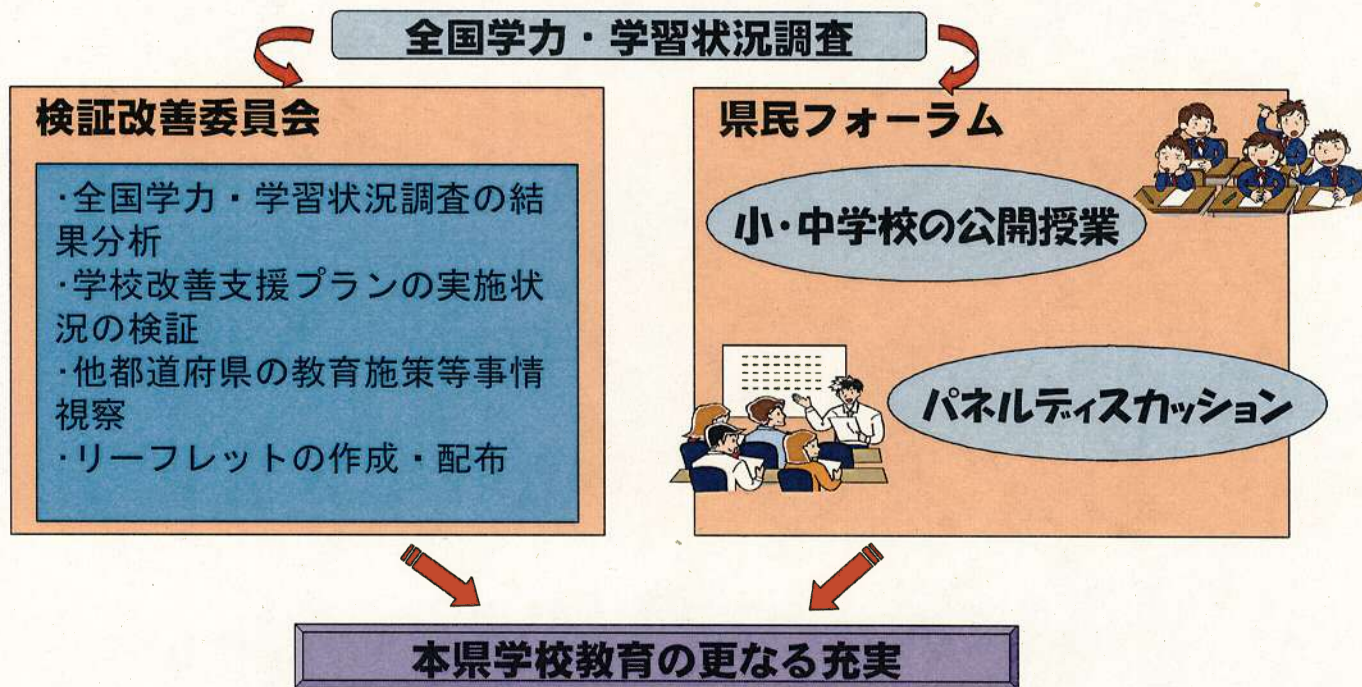 全国学力・学習状況調査
検証改善委員会
・全国学力・学習状況調査の結
果分析
・学校改善支援プランの実施状
況の検証
・他都道府県の教育施策等事情
視察
・リーフレットの作成・配布
県民フォーラム
小・中学校の公開授業
パネルディスカッション
本県学校教育の更なる充実